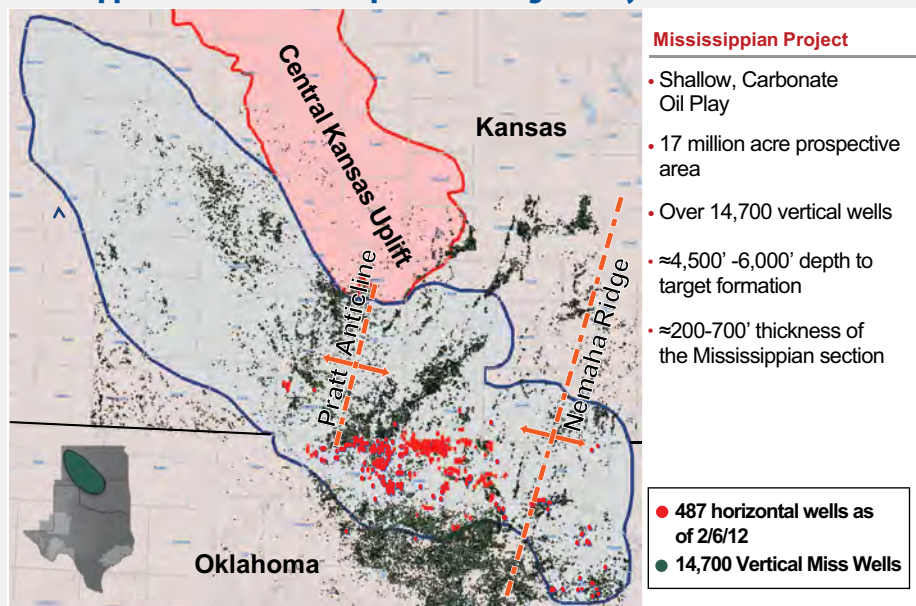 Mississippian Project
• Shallow, Carbonate
Oil Play
• 17 million acre prospective
area
• Over 14,700 vertical wells
• ≈4,500' -6,000' depth to
target formation
• ≈200-700' thickness of
the Mississippian section
Central Kansas Uplift
Kansas
Pratt Anticline
Nemaha Ridge
Oklahoma
487 horizontal wells as
of 2/6/12
14,700 Vertical Miss Wells